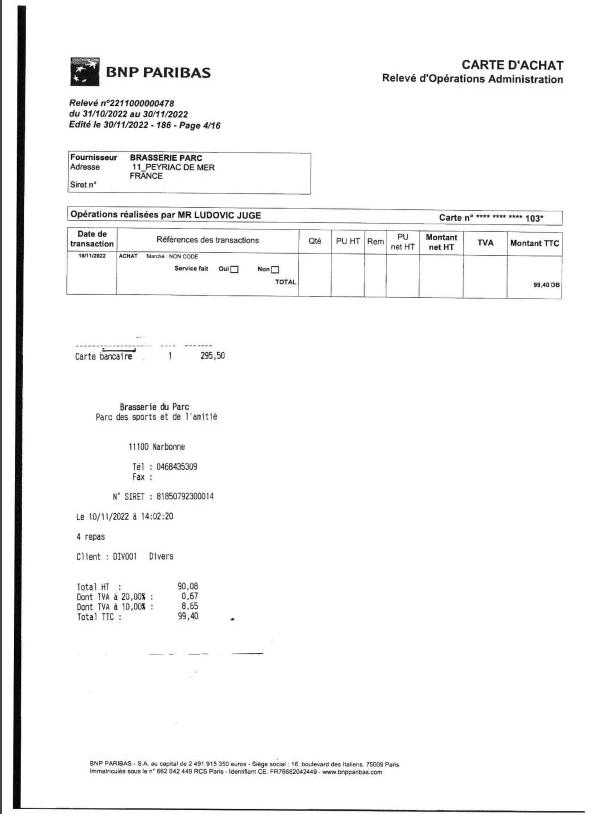 BNP PARIBAS
CARTE D'ACHAT
Relevé d'Opérations Administration
Relevé n°2211000000478
du 31/10/2022 au 30/11/2022
Edité le 30/11/2022 - 186 - Page 4/16
Fournisseur BRASSERIE PARC
Adresse 11_PEYRIAC DE MER
FRANCE
Siret n°
Opérations réalisées par MR LUDOVIC JUGE Carte n° **** **** **** 103*
Date de transaction Références des transactions Qté PU HT Rem PU net HT Montant net HT TVA Montant TTC
ACHAT Marché : NON CODE
Service fait Oui Non
TOTAL 99,40 DB
Carte bancaire 1 295,50
Brasserie du Parc
Parc des sports et de l'amitié
11100 Narbonne
Tél : 0468435309
Fax :
N° SIRET : 81850792300014
Le 10/11/2022 à 14:02:20
4 repas
Client : DIV001 Divers
Total HT : 90,08
Dont TVA à 20,00% : 0,67
Dont TVA à 10,00% : 8,65
Total TTC : 99,40
BNP PARIBAS - S.A. au capital de 2 491 915 350 euros - Siège social : 16, boulevard des Italiens, 75009 Paris
Immatriculée sous le n° 662 042 449 RCS Paris - Identifiant CE. FR76662042449 - www.bnpparibas.com